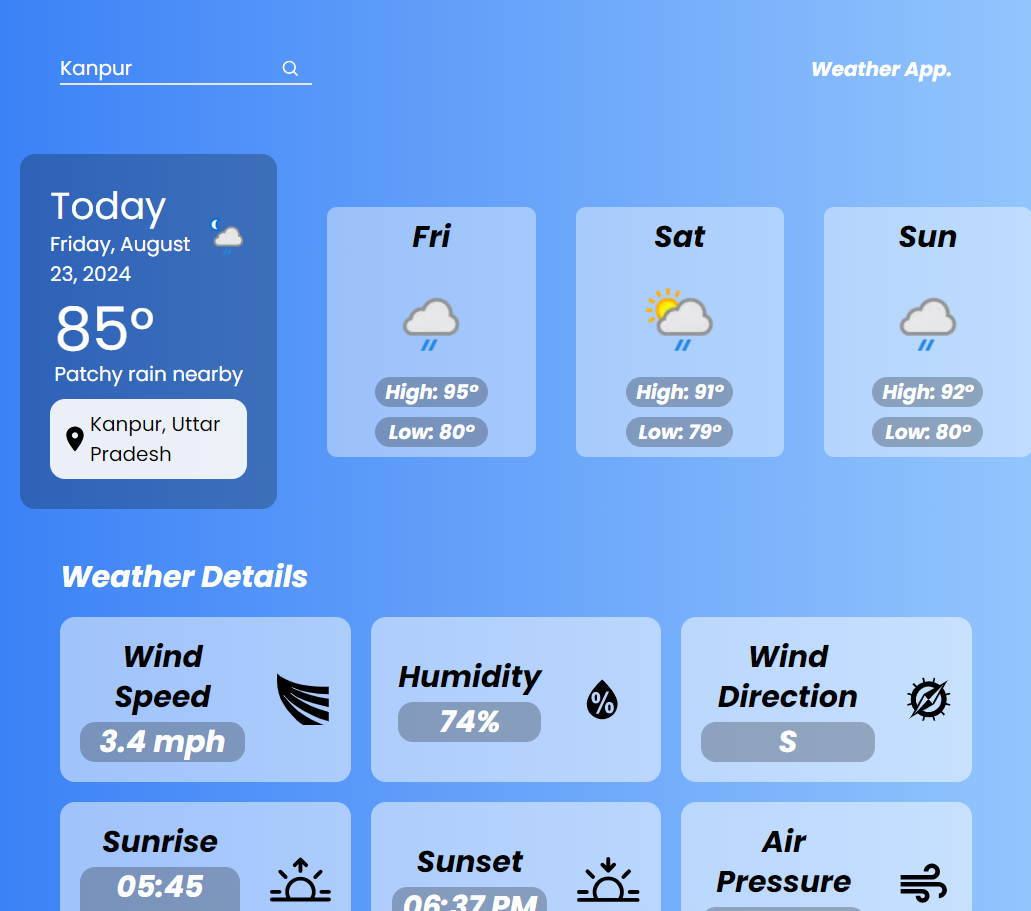 Kanpur
Weather App.
Today
Friday, August
23, 2024
85°
Patchy rain nearby
Kanpur, Uttar
Pradesh
Fri
High: 95°
Low: 80°
Sat
High: 91°
Low: 79°
Sun
High: 92°
Low: 80°
Weather Details
Wind
Speed
3.4 mph
Humidity
%
74%
Wind
Direction
S
Sunrise
05:45
Sunset
06:37 PM
Air
Pressure